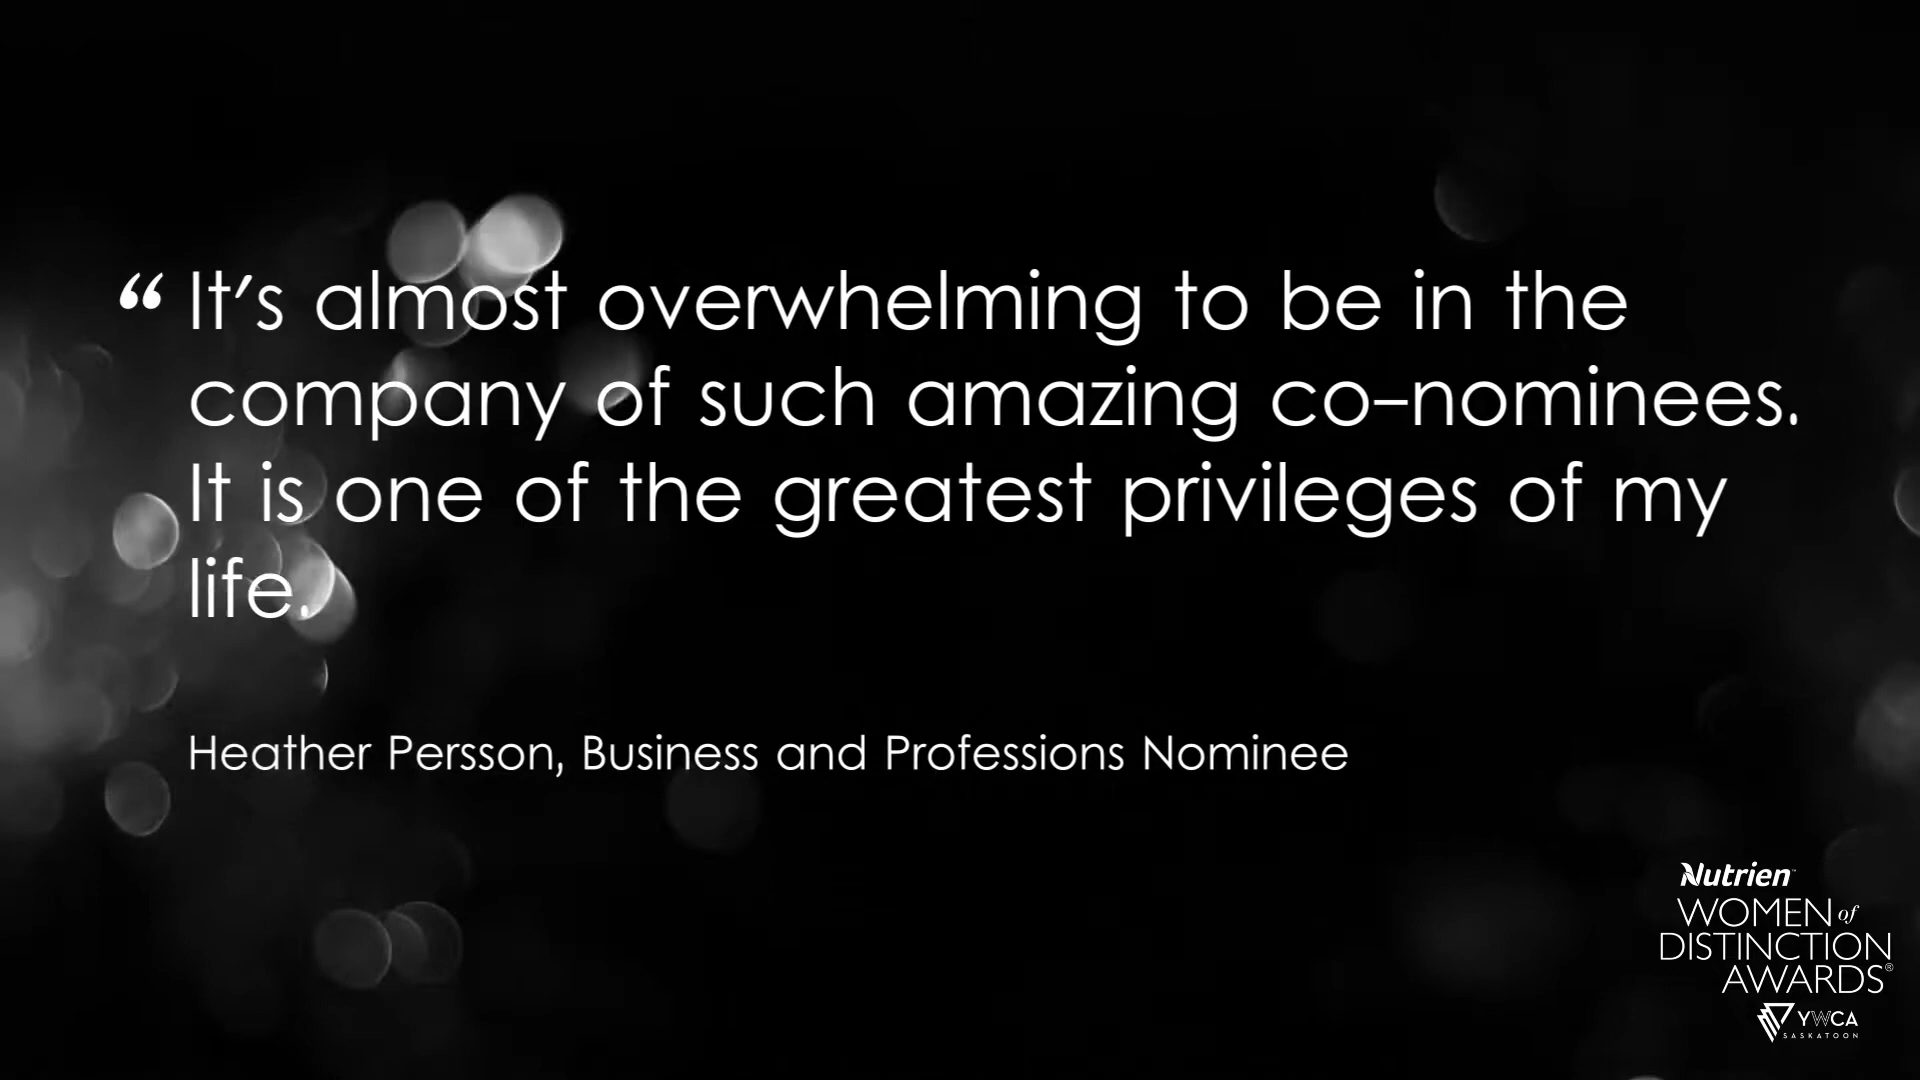 “ It's almost overwhelming to be in the
company of such amazing co-nominees.
It is one of the greatest privileges of my
life.
Heather Persson, Business and Professions Nominee
Nutrien™
WOMEN of
DISTINCTION
AWARDS®
YWCA
SASKATOON